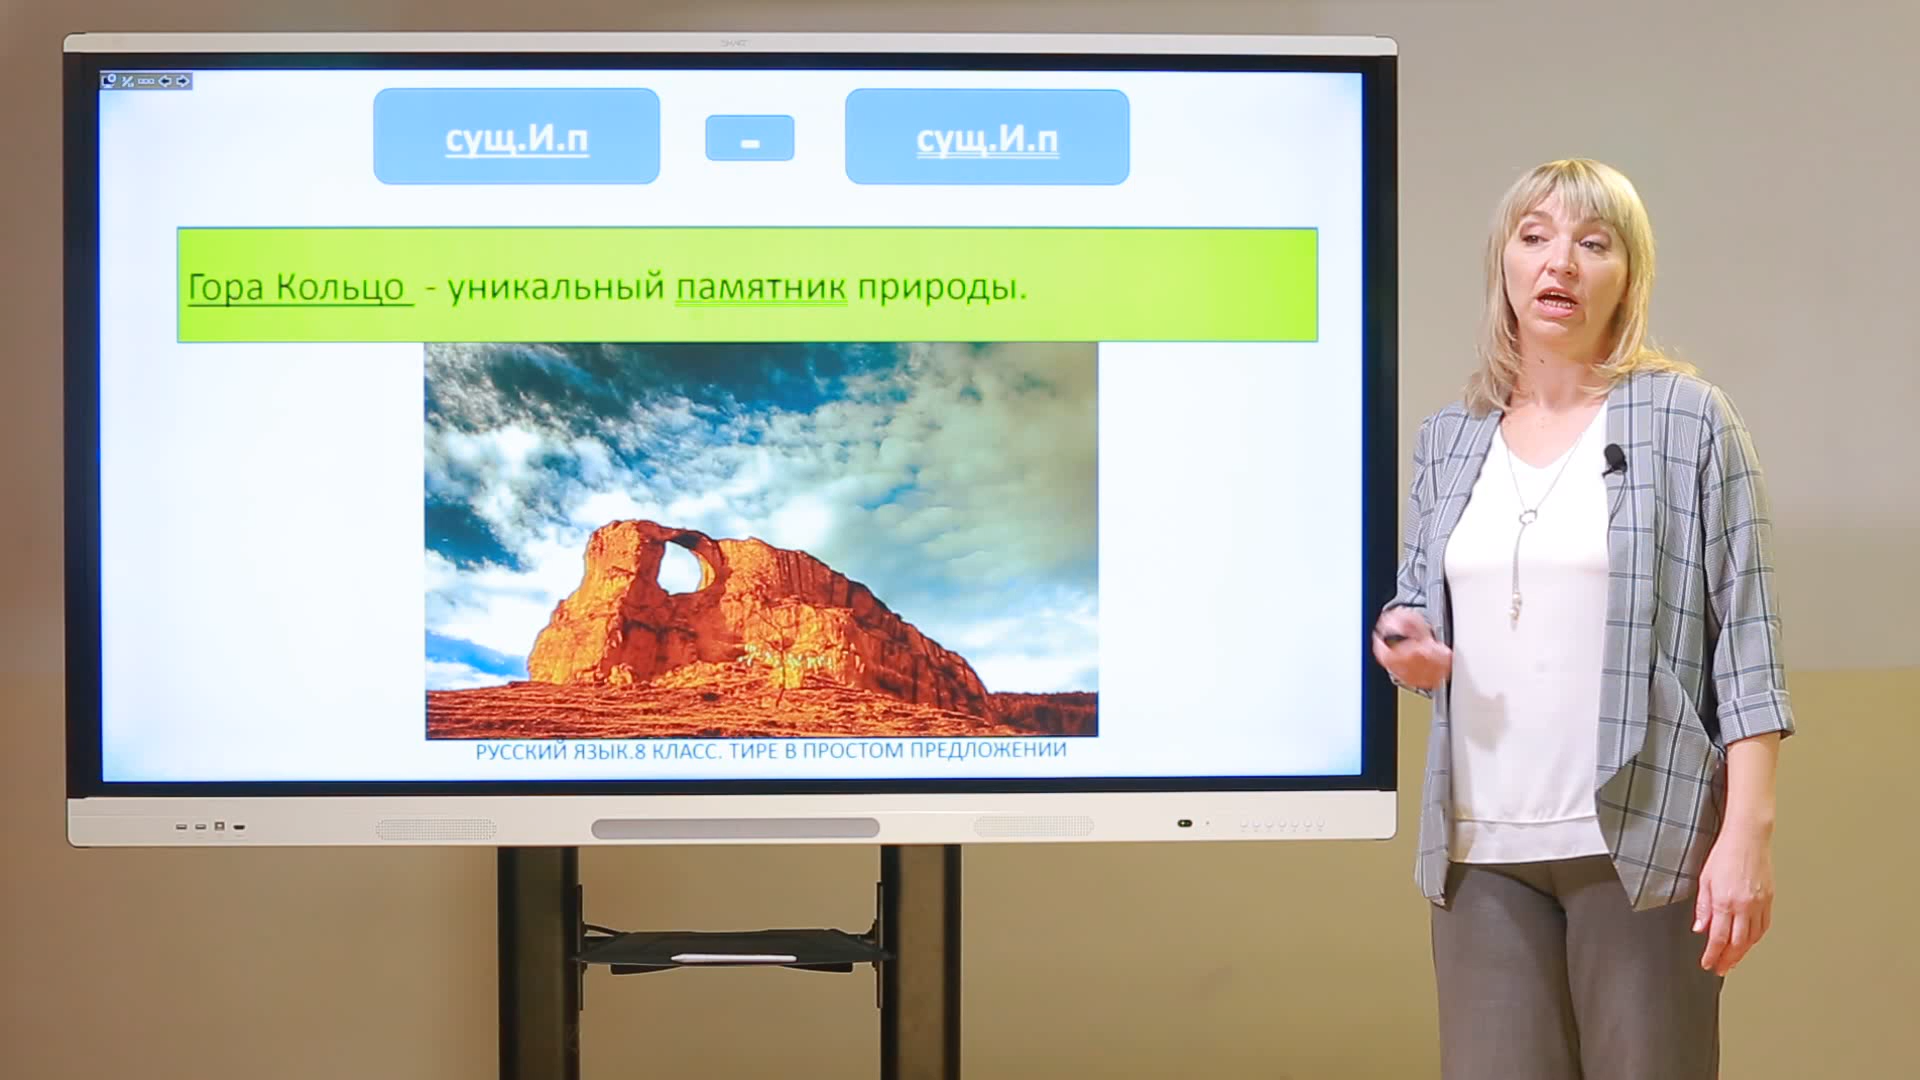 сущ.И.п - сущ.И.п
Гора Кольцо - уникальный памятник природы.
РУССКИЙ ЯЗЫК.8 КЛАСС. ТИРЕ В ПРОСТОМ ПРЕДЛОЖЕНИИ